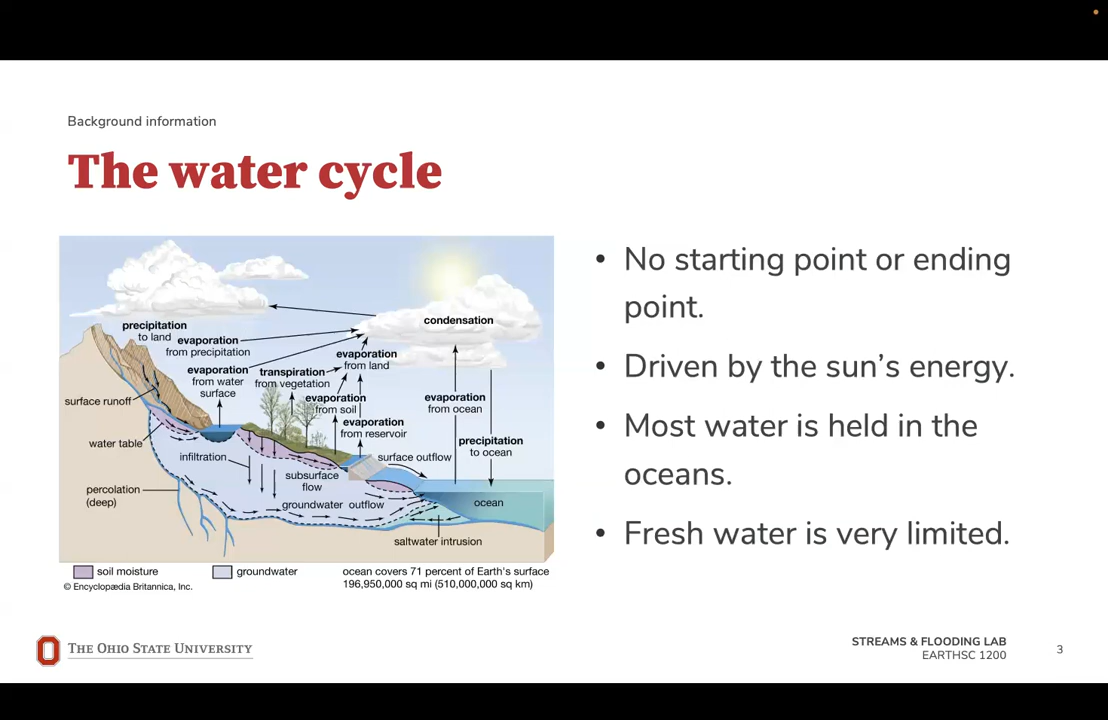 Background information
The water cycle
precipitation
to land
evaporation
from precipitation
evaporation
from water
surface
transpiration
from vegetation
evaporation
from land
condensation
evaporation
from soil
evaporation
from reservoir
evaporation
from ocean
precipitation
to ocean
surface runoff
water table
infiltration
percolation
(deep)
subsurface
flow
surface outflow
groundwater outflow
ocean
saltwater intrusion
soil moisture
groundwater
ocean covers 71 percent of Earth's surface
196,950,000 sq mi (510,000,000 sq km)
© Encyclopædia Britannica, Inc.
• No starting point or ending
point.
• Driven by the sun’s energy.
• Most water is held in the
oceans.
• Fresh water is very limited.
THE OHIO STATE UNIVERSITY
STREAMS & FLOODING LAB
EARTHSC 1200
3